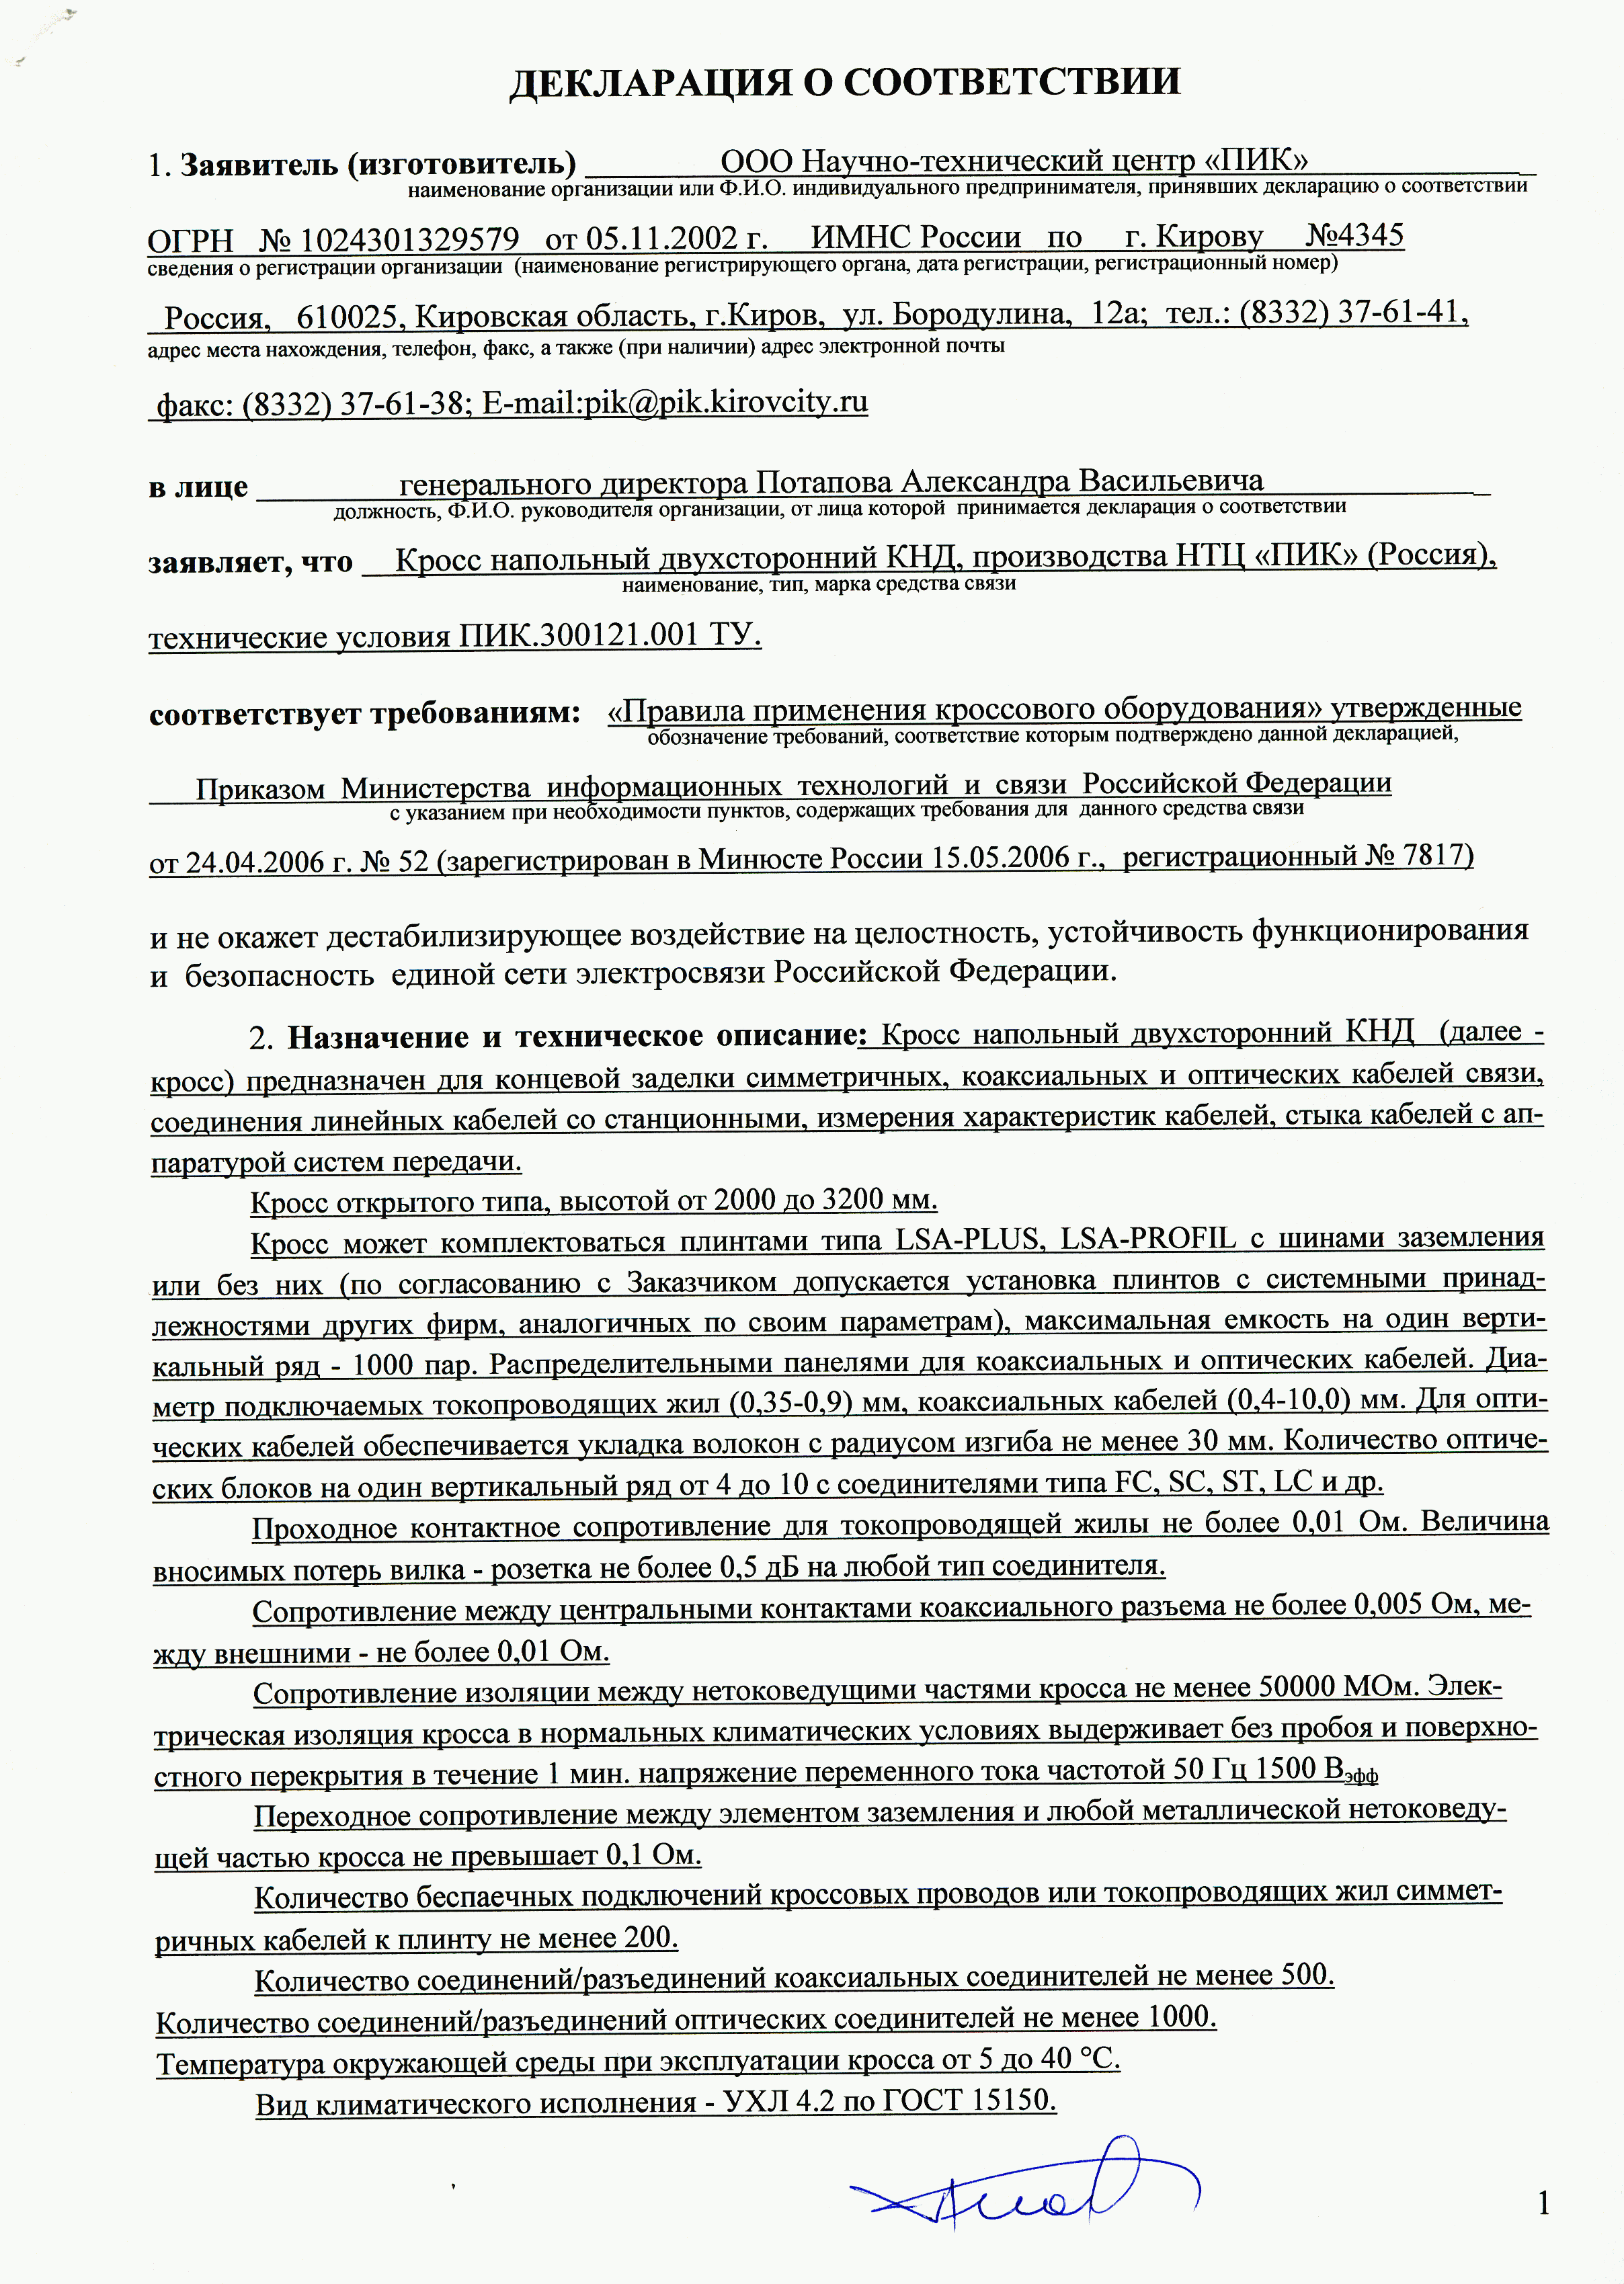 ДЕКЛАРАЦИЯ О СООТВЕТСТВИИ
1. Заявитель (изготовитель) ООО Научно-технический центр «ПИК»
наименование организации или Ф.И.О. индивидуального предпринимателя, принявших декларацию о соответствии
ОГРН № 1024301329579 от 05.11.2002 г. ИМНС России по г. Кирову №4345
сведения о регистрации организации (наименование регистрирующего органа, дата регистрации, регистрационный номер)
Россия, 610025, Кировская область, г.Киров, ул. Бородулина, 12а; тел.: (8332) 37-61-41,
адрес места нахождения, телефон, факс, а также (при наличии) адрес электронной почты
факс: (8332) 37-61-38; E-mail:pik@pik.kirovcity.ru
в лице генерального директора Потапова Александра Васильевича
должность, Ф.И.О. руководителя организации, от лица которой принимается декларация о соответствии
заявляет, что Кросс напольный двухсторонний КНД, производства НТЦ «ПИК» (Россия),
наименование, тип, марка средства связи
технические условия ПИК.300121.001 ТУ.
соответствует требованиям: «Правила применения кроссового оборудования» утвержденные
обозначение требований, соответствие которым подтверждено данной декларацией,
Приказом Министерства информационных технологий и связи Российской Федерации
с указанием при необходимости пунктов, содержащих требования для данного средства связи
от 24.04.2006 г. № 52 (зарегистрирован в Минюсте России 15.05.2006 г., регистрационный № 7817)
и не окажет дестабилизирующее воздействие на целостность, устойчивость функционирования
и безопасность единой сети электросвязи Российской Федерации.
2. Назначение и техническое описание: Кросс напольный двухсторонний КНД (далее -
кросс) предназначен для концевой заделки симметричных, коаксиальных и оптических кабелей связи,
соединения линейных кабелей со станционными, измерения характеристик кабелей, стыка кабелей с ап-
паратурой систем передачи.
Кросс открытого типа, высотой от 2000 до 3200 мм.
Кросс может комплектоваться плинтами типа LSA-PLUS, LSA-PROFIL с шинами заземления
или без них (по согласованию с Заказчиком допускается установка плинтов с системными принад-
лежностями других фирм, аналогичных по своим параметрам), максимальная емкость на один верти-
кальный ряд - 1000 пар. Распределительными панелями для коаксиальных и оптических кабелей. Диа-
метр подключаемых токопроводящих жил (0,35-0,9) мм, коаксиальных кабелей (0,4-10,0) мм. Для опти-
ческих кабелей обеспечивается укладка волокон с радиусом изгиба не менее 30 мм. Количество оптиче-
ских блоков на один вертикальный ряд от 4 до 10 с соединителями типа FC, SC, ST, LC и др.
Проходное контактное сопротивление для токопроводящей жилы не более 0,01 Ом. Величина
вносимых потерь вилка - розетка не более 0,5 дБ на любой тип соединителя.
Сопротивление между центральными контактами коаксиального разъема не более 0,005 Ом, ме-
жду внешними - не более 0,01 Ом.
Сопротивление изоляции между нетоковедущими частями кросса не менее 50000 МОм. Элек-
трическая изоляция кросса в нормальных климатических условиях выдерживает без пробоя и поверхно-
стного перекрытия в течение 1 мин. напряжение переменного тока частотой 50 Гц 1500 Вэфф
Переходное сопротивление между элементом заземления и любой металлической нетоковеду-
щей частью кросса не превышает 0,1 Ом.
Количество беспаечных подключений кроссовых проводов или токопроводящих жил симмет-
ричных кабелей к плинту не менее 200.
Количество соединений/разъединений коаксиальных соединителей не менее 500.
Количество соединений/разъединений оптических соединителей не менее 1000.
Температура окружающей среды при эксплуатации кросса от 5 до 40 °С.
Вид климатического исполнения - УХЛ 4.2 по ГОСТ 15150.
1